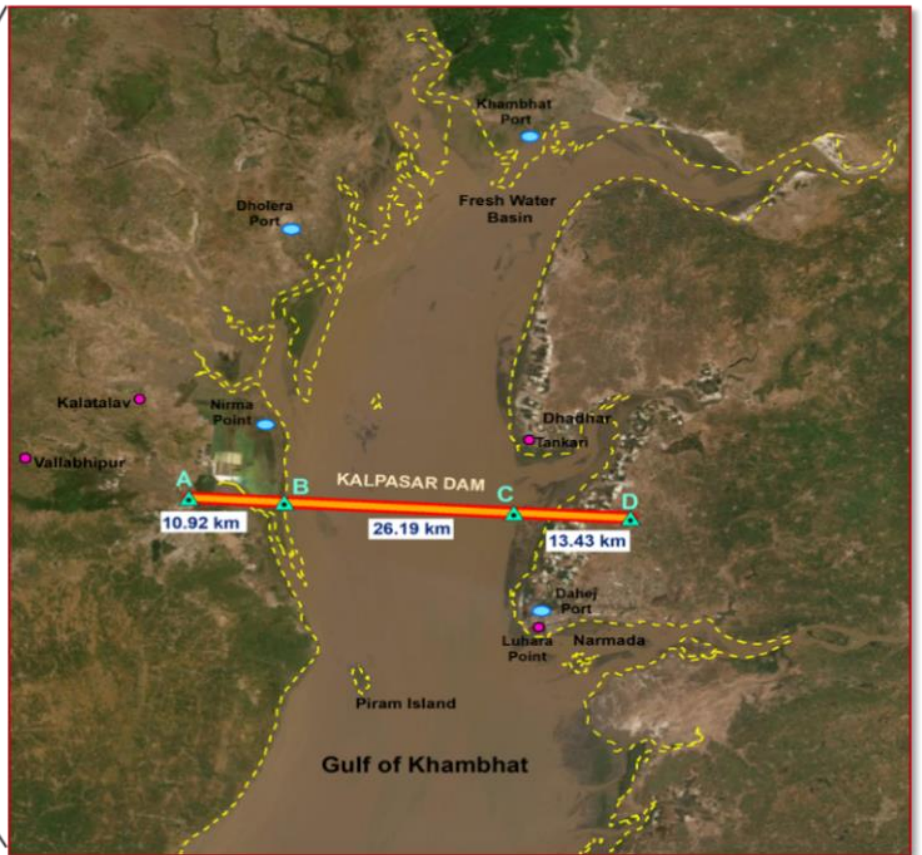 Khambhat
Port
Fresh Water
Basin
Dholera
Port
Kalatalav
Nirma
Point
Dhadhar
Tankari
Vallabhipur
KALPASAR DAM
A
B
C
D
10.92 km
26.19 km
13.43 km
Dahej
Port
Luhara
Point
Narmada
Piram Island
Gulf of Khambhat